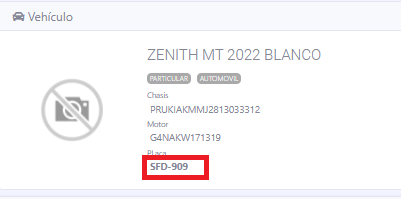 Vehículo
ZENITH MT 2022 BLANCO
PARTICULAR AUTOMOVIL
Chasis
PRUKIAKMMJ2813033312
Motor
G4NAKW171319
Placa
SFD-909